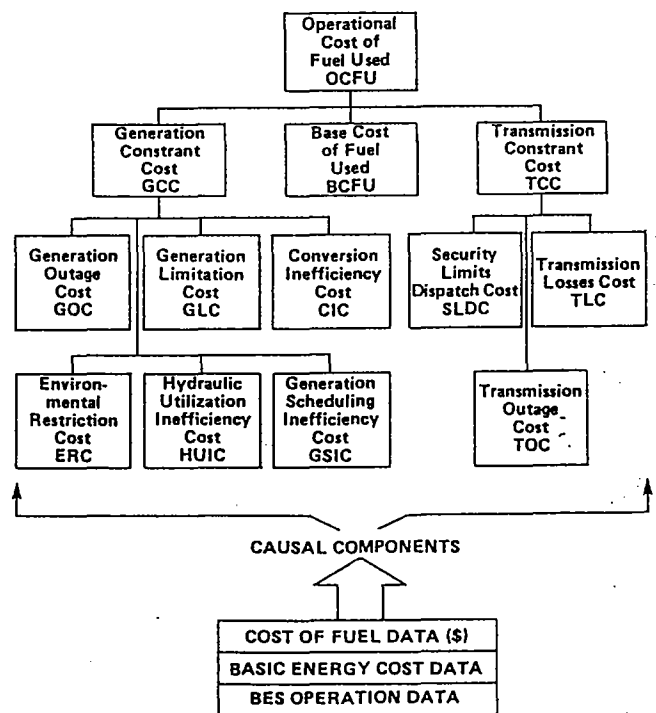 Operational
Cost of
Fuel Used
OCFU
Generation
Constrant
Cost
GCC
Base Cost
of Fuel
Used
BCFU
Transmission
Constrant
Cost
TCC
Generation
Outage
Cost
GOC
Generation
Limitation
Cost
GLC
Conversion
Inefficiency
Cost
CIC
Security
Limits
Dispatch Cost
SLDC
Transmission
Losses Cost
TLC
Environ-
mental
Restriction
Cost
ERC
Hydraulic
Utilization
Inefficiency
Cost
HUIC
Generation
Scheduling
Inefficiency
Cost
GSIC
Transmission
Outage
Cost
TOC
CAUSAL COMPONENTS
COST OF FUEL DATA ($)
BASIC ENERGY COST DATA
BES OPERATION DATA